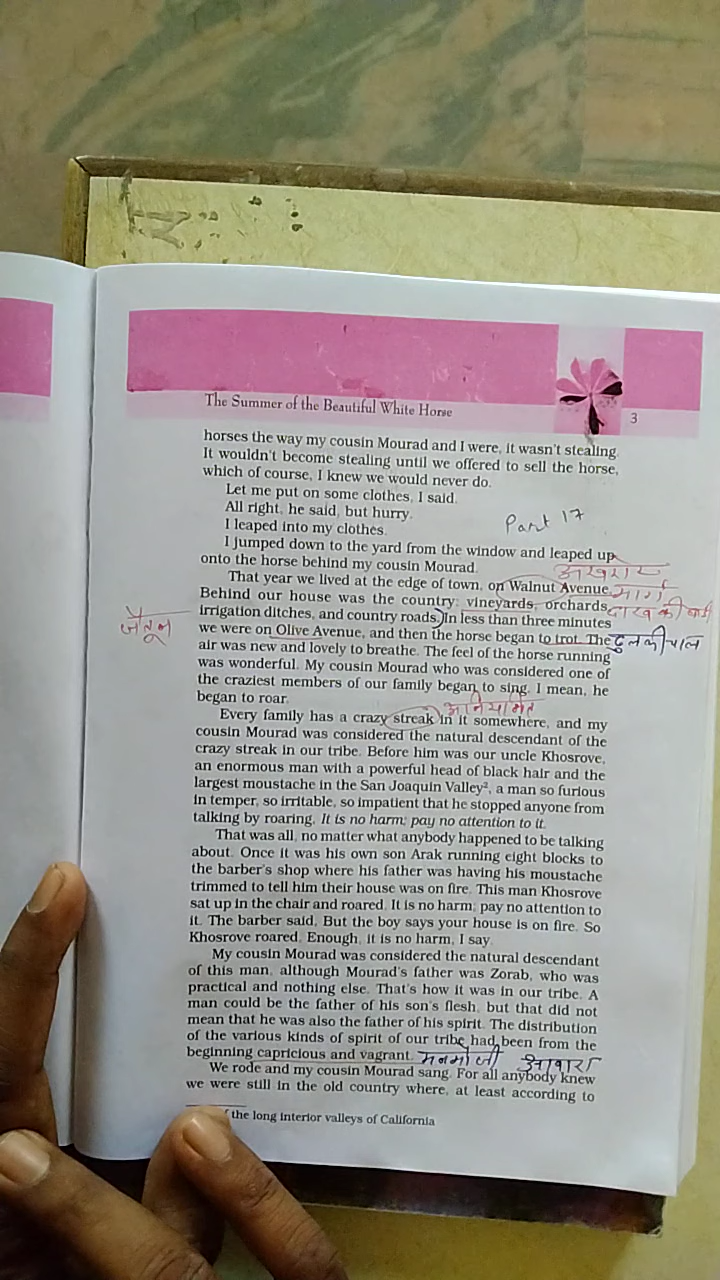 The Summer of the Beautiful White Horse
3
horses the way my cousin Mourad and I were, it wasn't stealing.
It wouldn't become stealing until we offered to sell the horse,
which of course, I knew we would never do.
Let me put on some clothes, I said.
All right, he said, but hurry.
Part 17
I leaped into my clothes.
I jumped down to the yard from the window and leaped up
onto the horse behind my cousin Mourad.
अखरोट
That year we lived at the edge of town, on Walnut Avenue. मार्ग
Behind our house was the country: vineyards, orchards, दाख की बाड़ी
irrigation ditches, and country roads. In less than three minutes
जैतून
we were on Olive Avenue, and then the horse began to trot. The दुलकी चाल
air was new and lovely to breathe. The feel of the horse running
was wonderful. My cousin Mourad who was considered one of
the craziest members of our family began to sing. I mean, he
began to roar.
अनियमित
Every family has a crazy streak in it somewhere, and my
cousin Mourad was considered the natural descendant of the
crazy streak in our tribe. Before him was our uncle Khosrove,
an enormous man with a powerful head of black hair and the
largest moustache in the San Joaquin Valley², a man so furious
in temper, so irritable, so impatient that he stopped anyone from
talking by roaring, It is no harm; pay no attention to it.
That was all, no matter what anybody happened to be talking
about. Once it was his own son Arak running eight blocks to
the barber's shop where his father was having his moustache
trimmed to tell him their house was on fire. This man Khosrove
sat up in the chair and roared, It is no harm; pay no attention to
it. The barber said, But the boy says your house is on fire. So
Khosrove roared, Enough, it is no harm, I say.
My cousin Mourad was considered the natural descendant
of this man, although Mourad's father was Zorab, who was
practical and nothing else. That's how it was in our tribe. A
man could be the father of his son's flesh, but that did not
mean that he was also the father of his spirit. The distribution
of the various kinds of spirit of our tribe had been from the
beginning capricious and vagrant. मनमौजी आवारा
We rode and my cousin Mourad sang. For all anybody knew
we were still in the old country where, at least according to
the long interior valleys of California